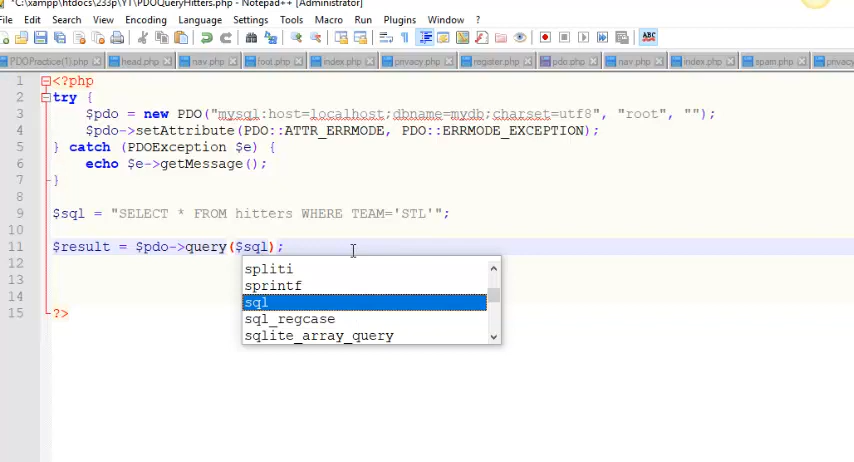 *C:\xampp\htdocs\233p\YT\PDOQueryHitters.php - Notepad++ [Administrator]
File Edit Search View Encoding Language Settings Tools Macro Run Plugins Window ?
PDOPractice(1).php head.php nav.php foot.php index.php privacy.php register.php pdo.php nav.php index.php spam.php privacy
1 <?php
2 try {
3 $pdo = new PDO("mysql:host=localhost;dbname=mydb;charset=utf8", "root", "");
4 $pdo->setAttribute(PDO::ATTR_ERRMODE, PDO::ERRMODE_EXCEPTION);
5 } catch (PDOException $e) {
6 echo $e->getMessage();
7 }
8
9 $sql = "SELECT * FROM hitters WHERE TEAM='STL'";
10
11 $result = $pdo->query($sql);
12
13
14
15 ?>
spliti
sprintf
sql
sql_regcase
sqlite_array_query
ABC